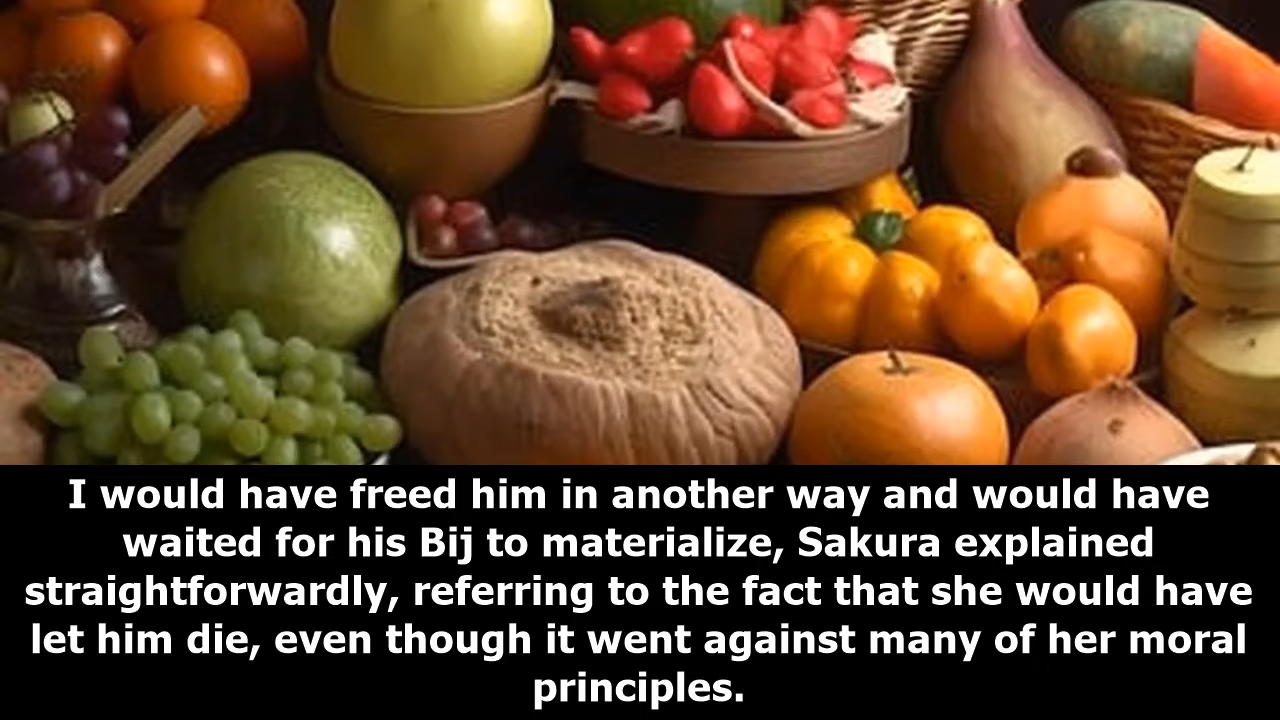 I would have freed him in another way and would have
waited for his Bij to materialize, Sakura explained
straightforwardly, referring to the fact that she would have
let him die, even though it went against many of her moral
principles.